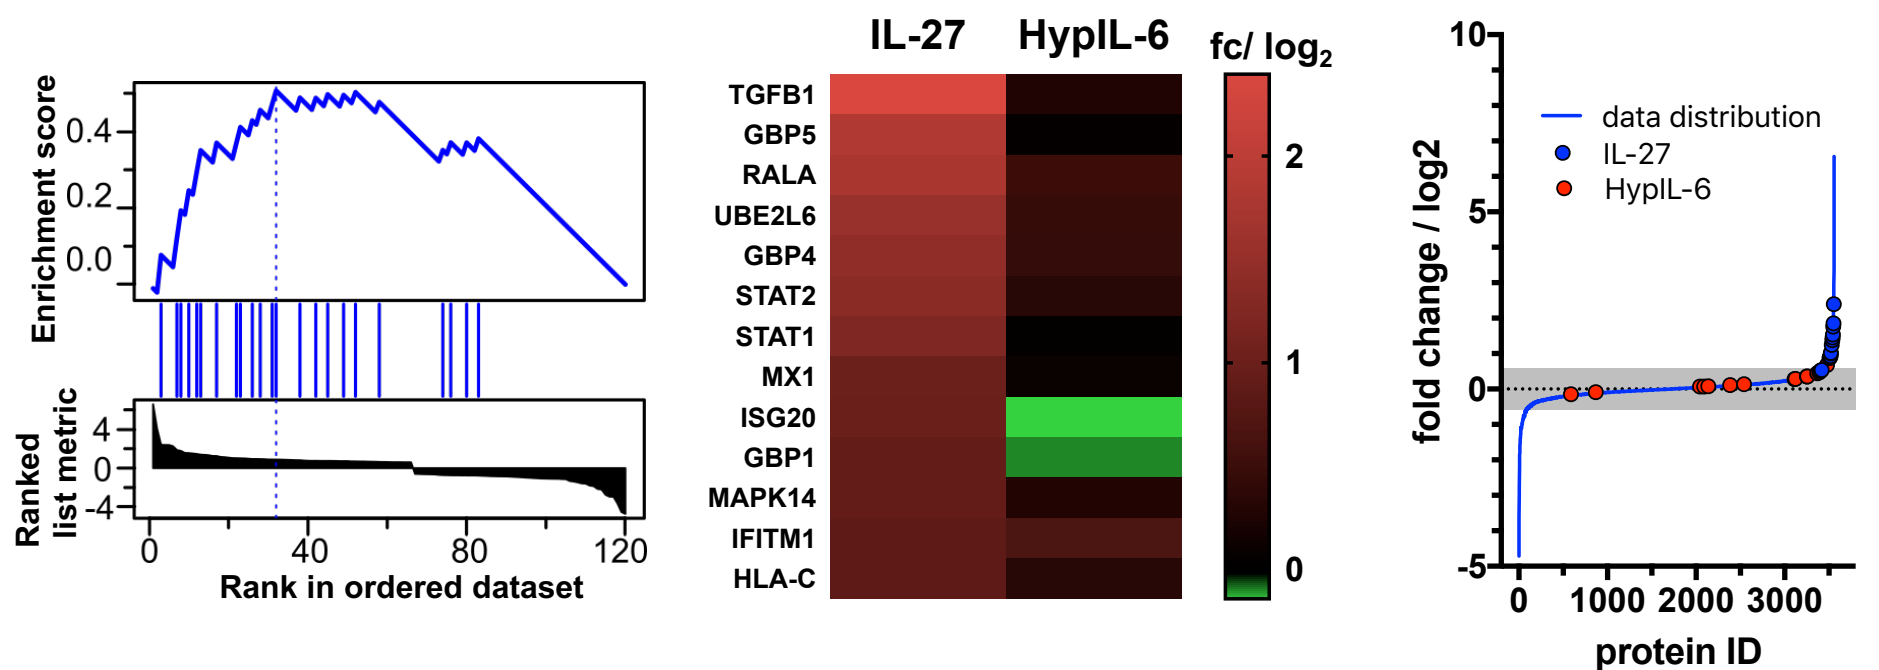 Enrichment score
0.4
0.2
0.0
Ranked
list metric
4
0
-4
0 40 80 120
Rank in ordered dataset
IL-27 HypIL-6
fc/ log2
TGFB1
GBP5
RALA
UBE2L6
GBP4
STAT2
STAT1
MX1
ISG20
GBP1
MAPK14
IFITM1
HLA-C
2
1
0
fold change / log2
10
5
0
-5
data distribution
IL-27
HypIL-6
0 1000 2000 3000
protein ID